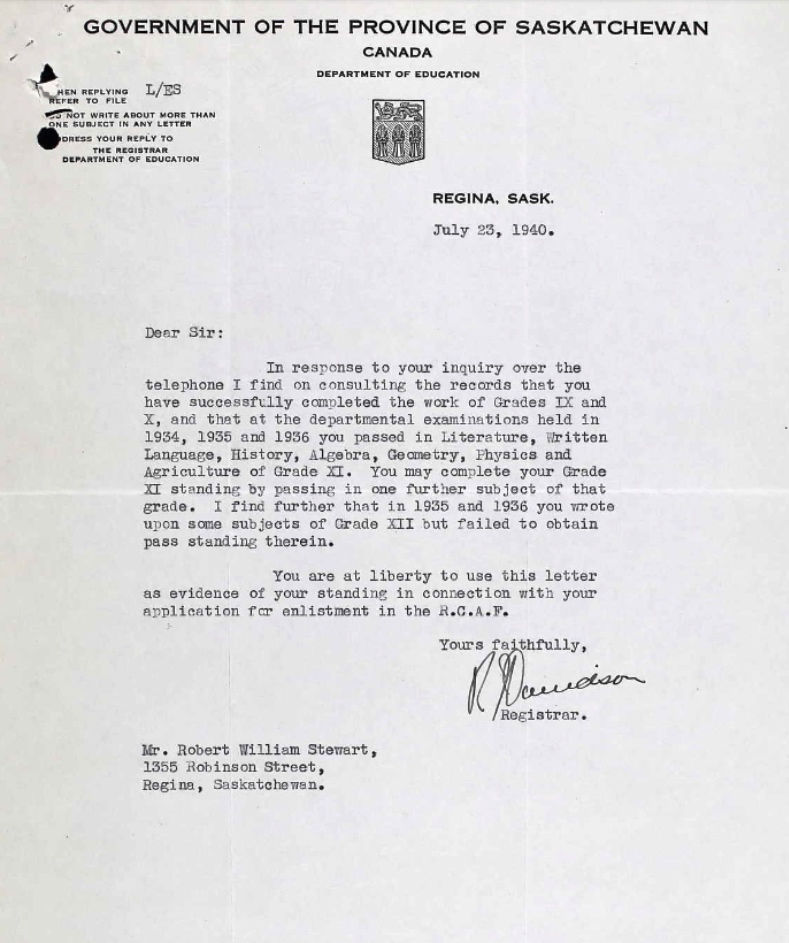 GOVERNMENT OF THE PROVINCE OF SASKATCHEWAN
CANADA
DEPARTMENT OF EDUCATION
HEN REPLYING L/ES
REFER TO FILE
NOT WRITE ABOUT MORE THAN
ONE SUBJECT IN ANY LETTER
DRESS YOUR REPLY TO
THE REGISTRAR
DEPARTMENT OF EDUCATION
REGINA, SASK.
July 23, 1940.
Dear Sir:
In response to your inquiry over the
telephone I find on consulting the records that you
have successfully completed the work of Grades IX and
X, and that at the departmental examinations held in
1934, 1935 and 1936 you passed in Literature, Written
Language, History, Algebra, Geometry, Physics and
Agriculture of Grade XI. You may complete your Grade
XI standing by passing in one further subject of that
grade. I find further that in 1935 and 1936 you wrote
upon some subjects of Grade XII but failed to obtain
pass standing therein.
You are at liberty to use this letter
as evidence of your standing in connection with your
application for enlistment in the R.C.A.F.
Yours faithfully,
Registrar.
Mr. Robert William Stewart,
1355 Robinson Street,
Regina, Saskatchewan.